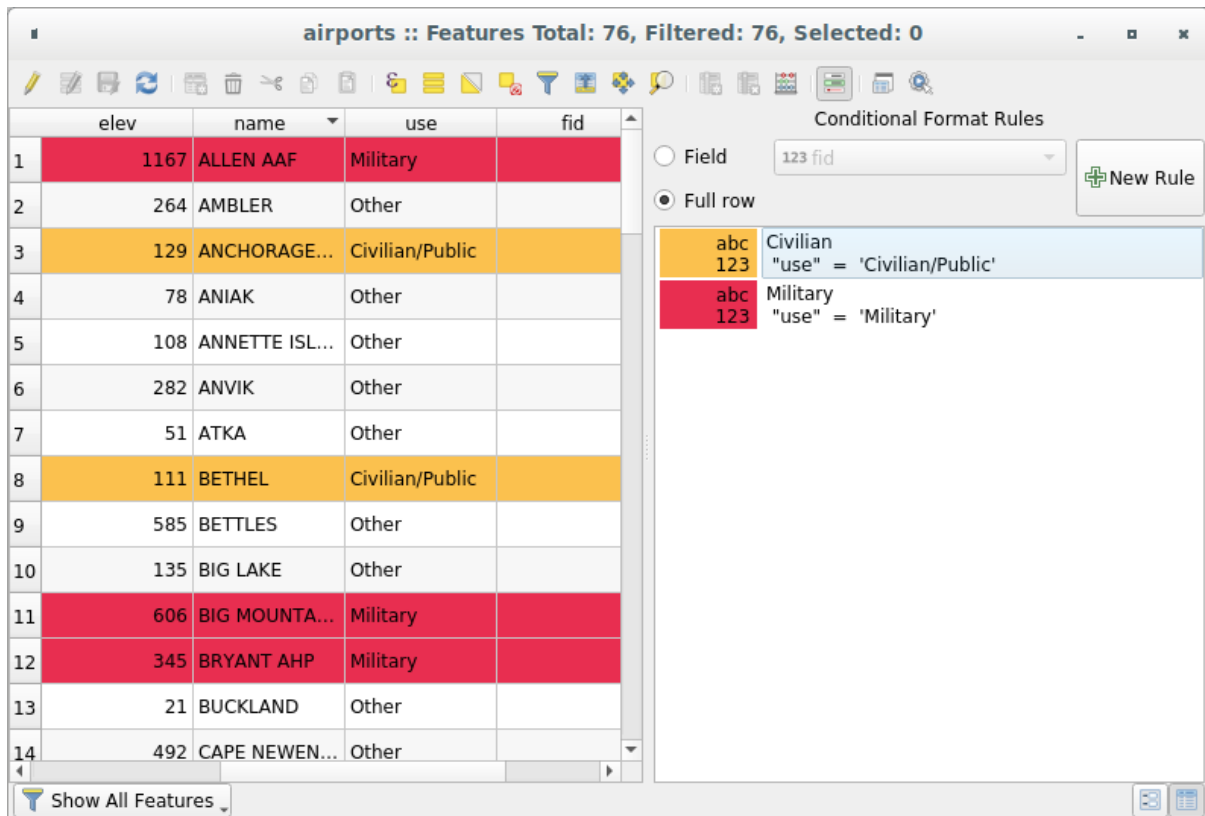 airports :: Features Total: 76, Filtered: 76, Selected: 0
elev name use fid
1 1167 ALLEN AAF Military
2 264 AMBLER Other
3 129 ANCHORAGE... Civilian/Public
4 78 ANIAK Other
5 108 ANNETTE ISL... Other
6 282 ANVIK Other
7 51 ATKA Other
8 111 BETHEL Civilian/Public
9 585 BETTLES Other
10 135 BIG LAKE Other
11 606 BIG MOUNTA... Military
12 345 BRYANT AHP Military
13 21 BUCKLAND Other
14 492 CAPE NEWEN... Other
Show All Features
Conditional Format Rules
Field 123 fid
Full row
New Rule
abc Civilian
123 "use" = 'Civilian/Public'
abc Military
123 "use" = 'Military'